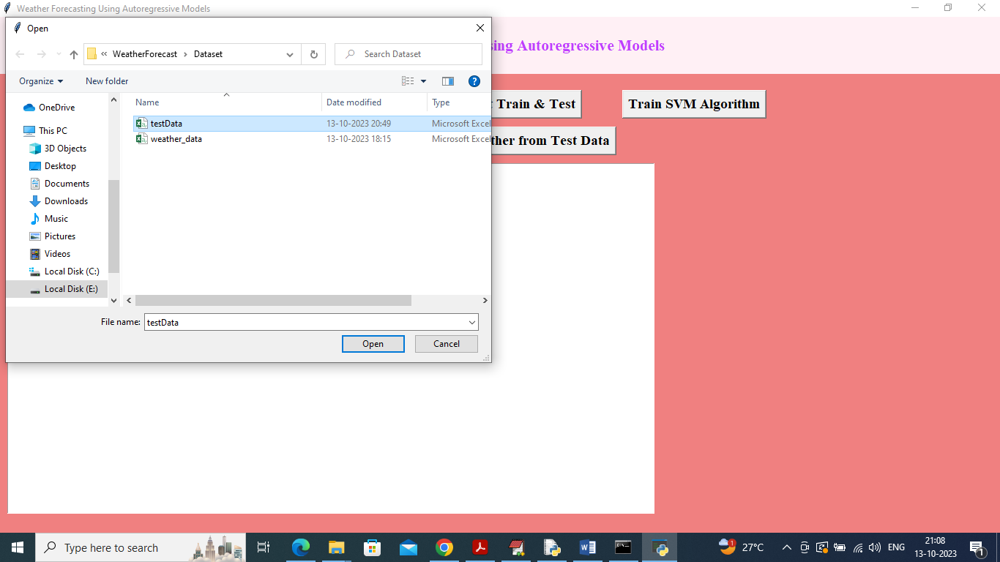 Weather Forecasting Using Autoregressive Models
Open
sing Autoregressive Models
« WeatherForecast > Dataset
Search Dataset
Organize
New folder
Train & Test
Train SVM Algorithm
ther from Test Data
Name
Date modified
Type
testData
13-10-2023 20:49
Microsoft Excel
weather_data
13-10-2023 18:15
Microsoft Excel
OneDrive
This PC
3D Objects
Desktop
Documents
Downloads
Music
Pictures
Videos
Local Disk (C:)
Local Disk (E:)
File name:
testData
Open
Cancel
Type here to search
1
27°C
ENG
21:08
13-10-2023
1